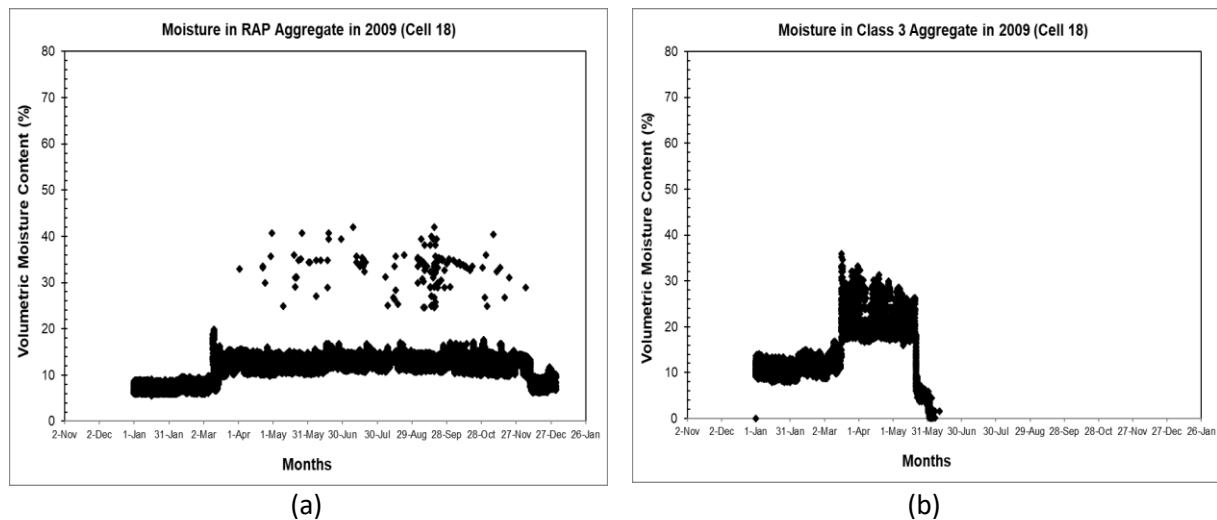 Moisture in RAP Aggregate in 2009 (Cell 18)
Volumetric Moisture Content (%)
80
70
60
50
40
30
20
10
0
2-Nov 2-Dec 1-Jan 31-Jan 2-Mar 1-Apr 1-May 31-May 30-Jun 30-Jul 29-Aug 28-Sep 28-Oct 27-Nov 27-Dec 26-Jan
Months
(a)
Moisture in Class 3 Aggregate in 2009 (Cell 18)
Volumetric Moisture Content (%)
80
70
60
50
40
30
20
10
0
2-Nov 2-Dec 1-Jan 31-Jan 2-Mar 1-Apr 1-May 31-May 30-Jun 30-Jul 29-Aug 28-Sep 28-Oct 27-Nov 27-Dec 26-Jan
Months
(b)